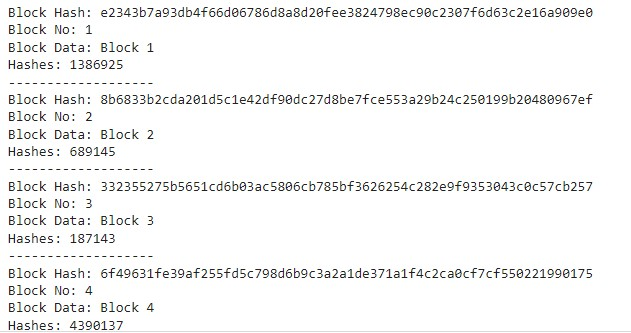 Block Hash: e2343b7a93db4f66d06786d8a8d20fee3824798ec90c2307f6d63c2e16a909e0
Block No: 1
Block Data: Block 1
Hashes: 1386925
-------------------
Block Hash: 8b6833b2cda201d5c1e42df90dc27d8be7fce553a29b24c250199b20480967ef
Block No: 2
Block Data: Block 2
Hashes: 689145
-------------------
Block Hash: 332355275b5651cd6b03ac5806cb785bf3626254c282e9f9353043c0c57cb257
Block No: 3
Block Data: Block 3
Hashes: 187143
-------------------
Block Hash: 6f49631fe39af255fd5c798d6b9c3a2a1de371a1f4c2ca0cf7cf550221990175
Block No: 4
Block Data: Block 4
Hashes: 4390137